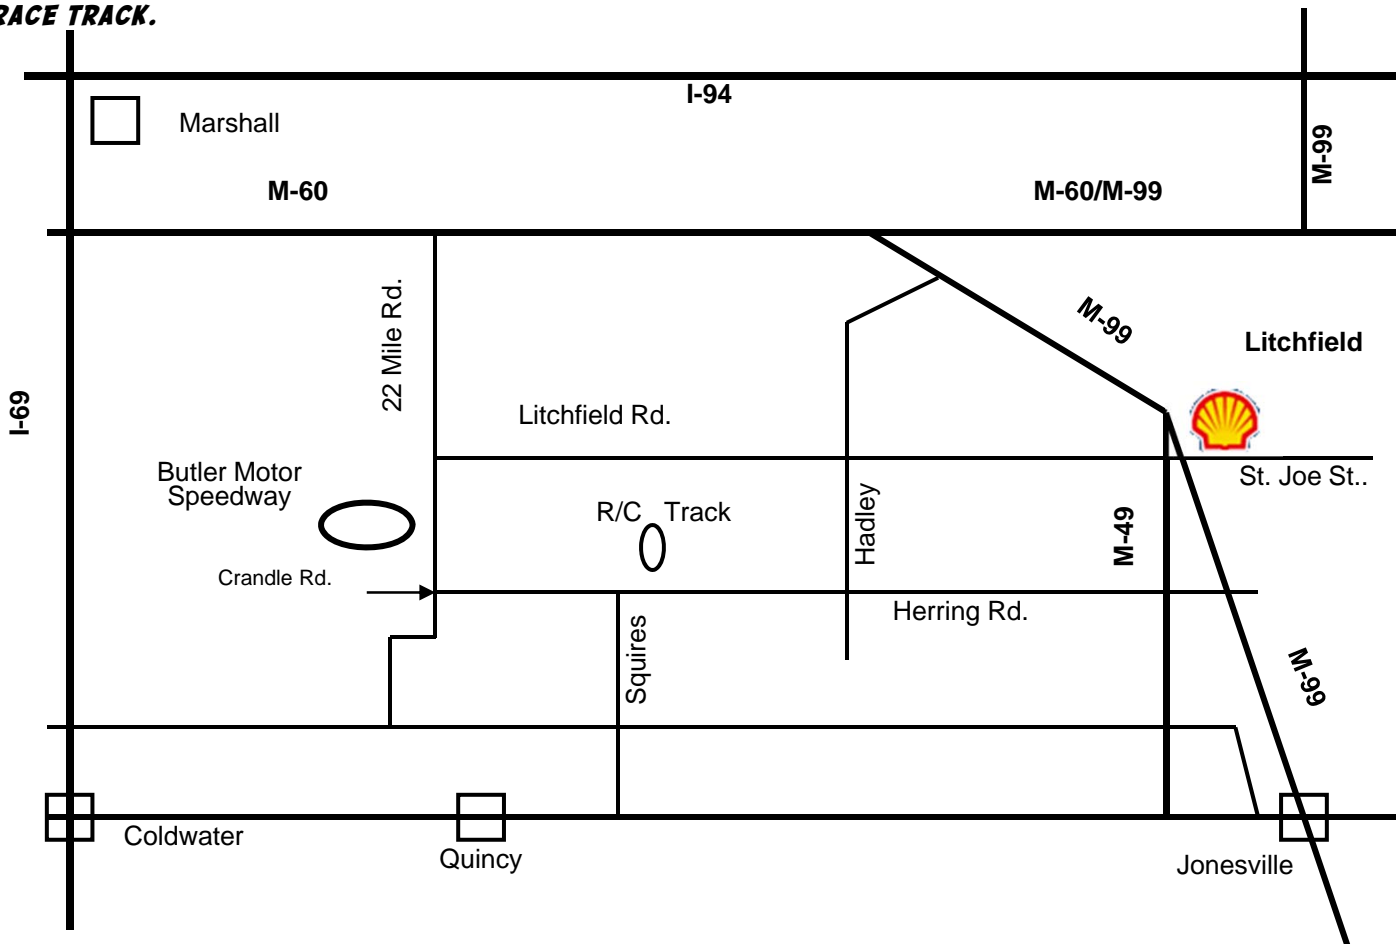 RACE TRACK.
I-94
Marshall
M-99
M-60
M-60/M-99
22 Mile Rd.
M-99
Litchfield
I-69
Litchfield Rd.
Butler Motor
Speedway
St. Joe St..
R/C Track
Hadley
M-49
Crandle Rd.
Herring Rd.
Squires
M-99
Coldwater
Quincy
Jonesville